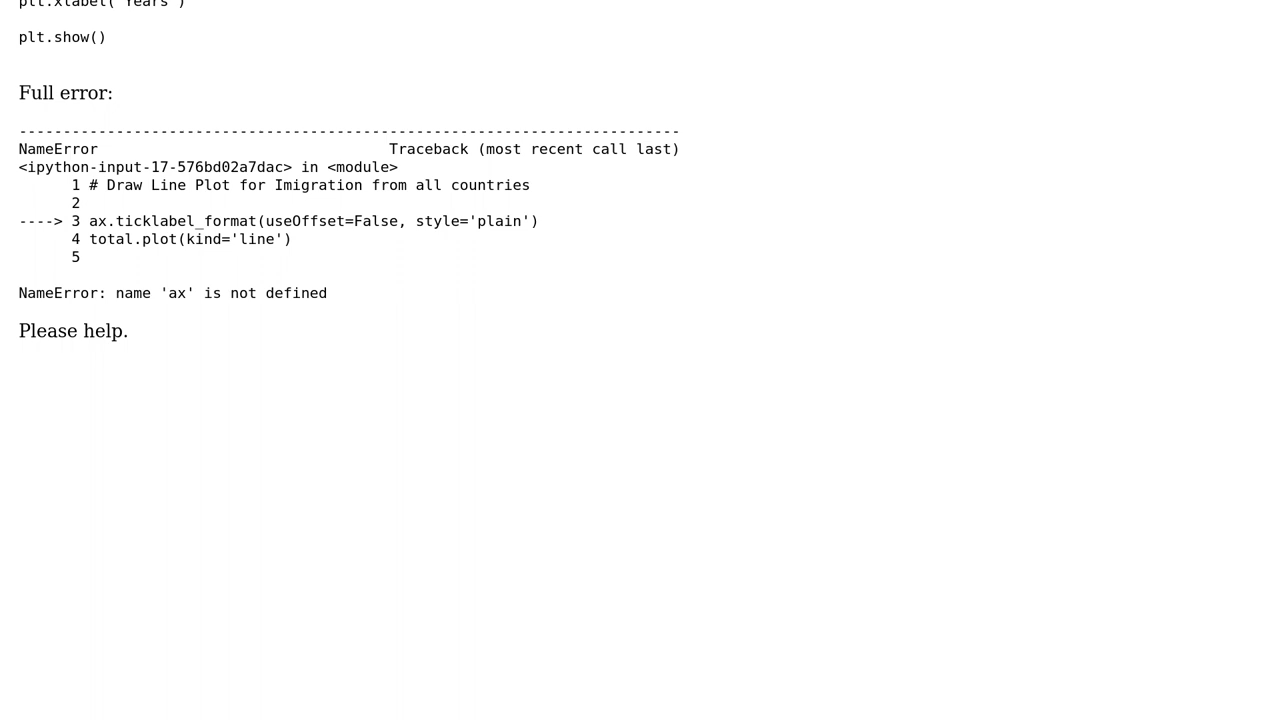 plt.xlabel('Years')
plt.show()
Full error:
---------------------------------------------------------------------------
NameError                                 Traceback (most recent call last)
<ipython-input-17-576bd02a7dac> in <module>
      1 # Draw Line Plot for Imigration from all countries
      2
----> 3 ax.ticklabel_format(useOffset=False, style='plain')
      4 total.plot(kind='line')
      5
NameError: name 'ax' is not defined
Please help.